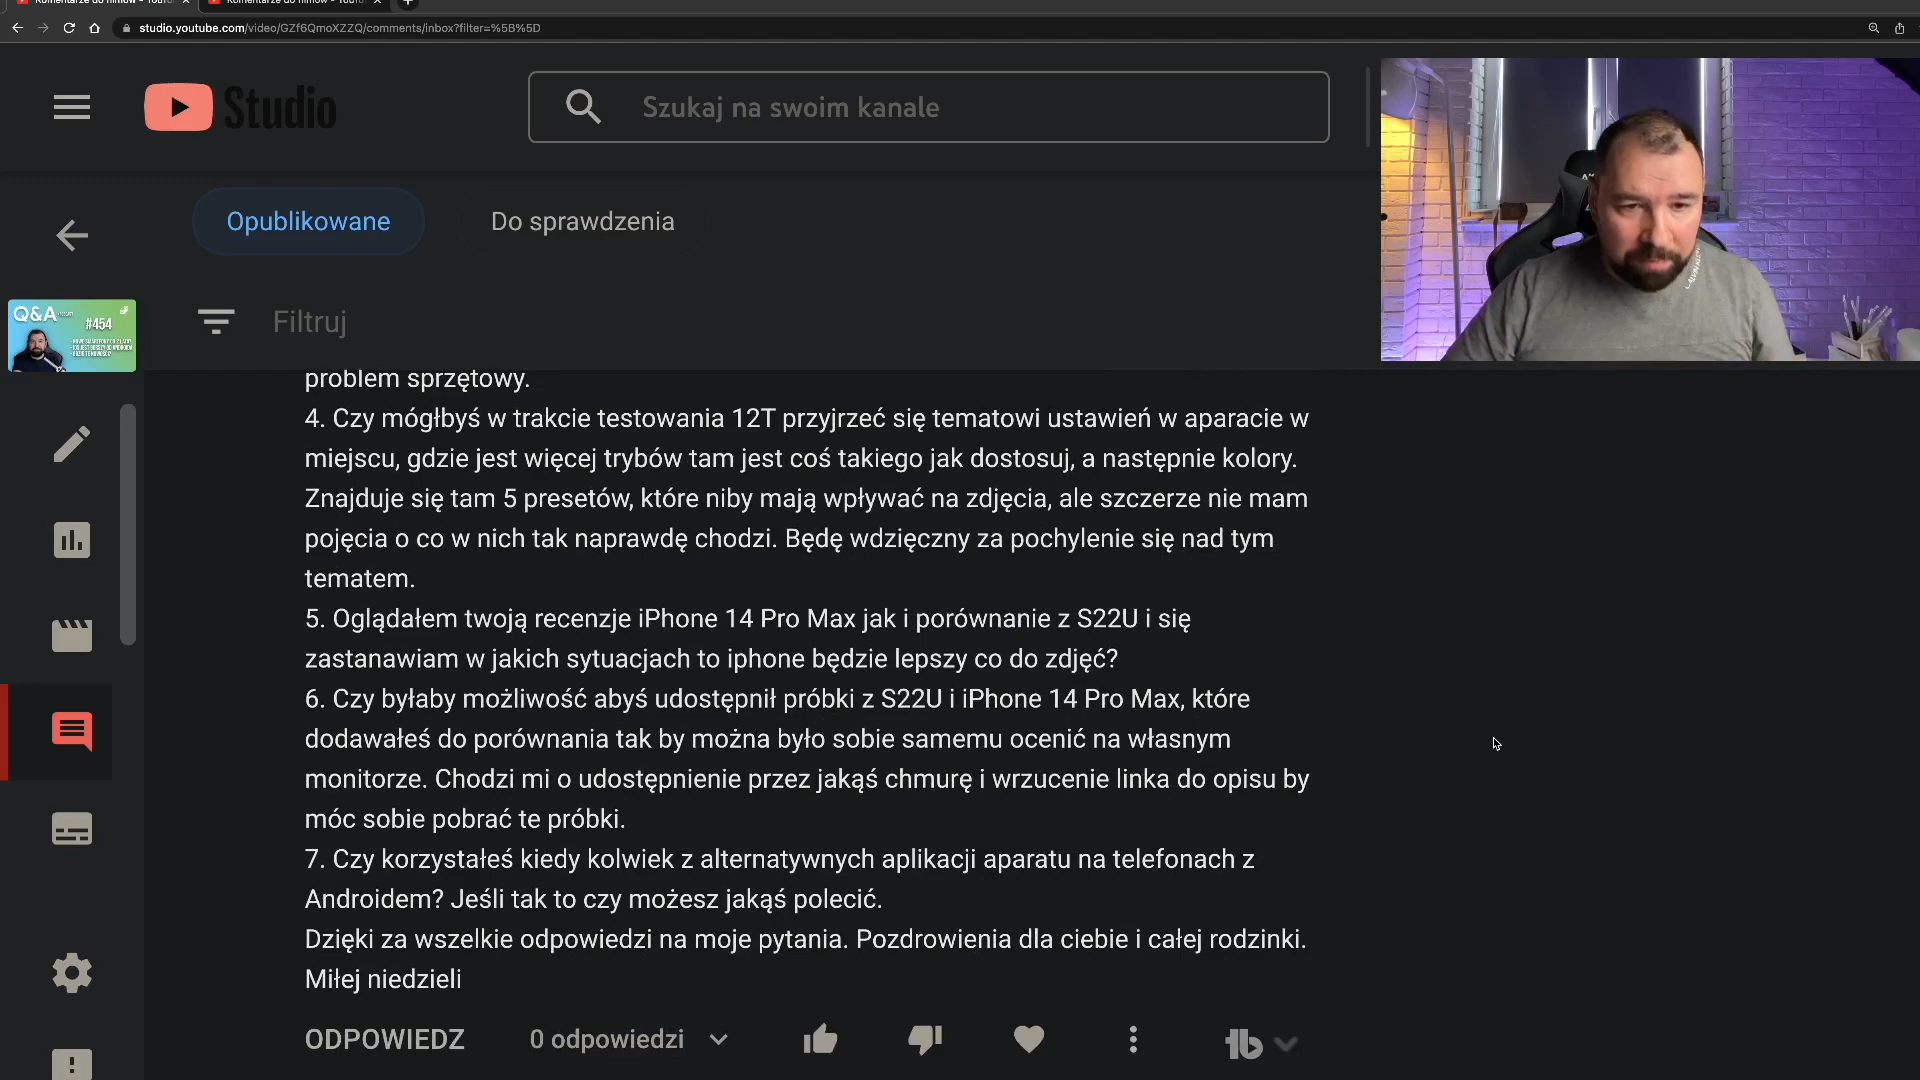 studio.youtube.com/video/GZf6QmoXZZQ/comments/inbox?filter=%5B%5D
Studio
Szukaj na swoim kanale
Opublikowane
Do sprawdzenia
Q&A
#454
Filtruj
problem sprzętowy.
4. Czy mógłbyś w trakcie testowania 12T przyjrzeć się tematowi ustawień w aparacie w
miejscu, gdzie jest więcej trybów tam jest coś takiego jak dostosuj, a następnie kolory.
Znajduje się tam 5 presetów, które niby mają wpływać na zdjęcia, ale szczerze nie mam
pojęcia o co w nich tak naprawdę chodzi. Będę wdzięczny za pochylenie się nad tym
tematem.
5. Oglądałem twoją recenzje iPhone 14 Pro Max jak i porównanie z S22U i się
zastanawiam w jakich sytuacjach to iphone będzie lepszy co do zdjęć?
6. Czy byłaby możliwość abyś udostępnił próbki z S22U i iPhone 14 Pro Max, które
dodawałeś do porównania tak by można było sobie samemu ocenić na własnym
monitorze. Chodzi mi o udostępnienie przez jakąś chmurę i wrzucenie linka do opisu by
móc sobie pobrać te próbki.
7. Czy korzystałeś kiedy kolwiek z alternatywnych aplikacji aparatu na telefonach z
Androidem? Jeśli tak to czy możesz jakąś polecić.
Dzięki za wszelkie odpowiedzi na moje pytania. Pozdrowienia dla ciebie i całej rodzinki.
Miłej niedzieli
ODPOWIEDZ
0 odpowiedzi